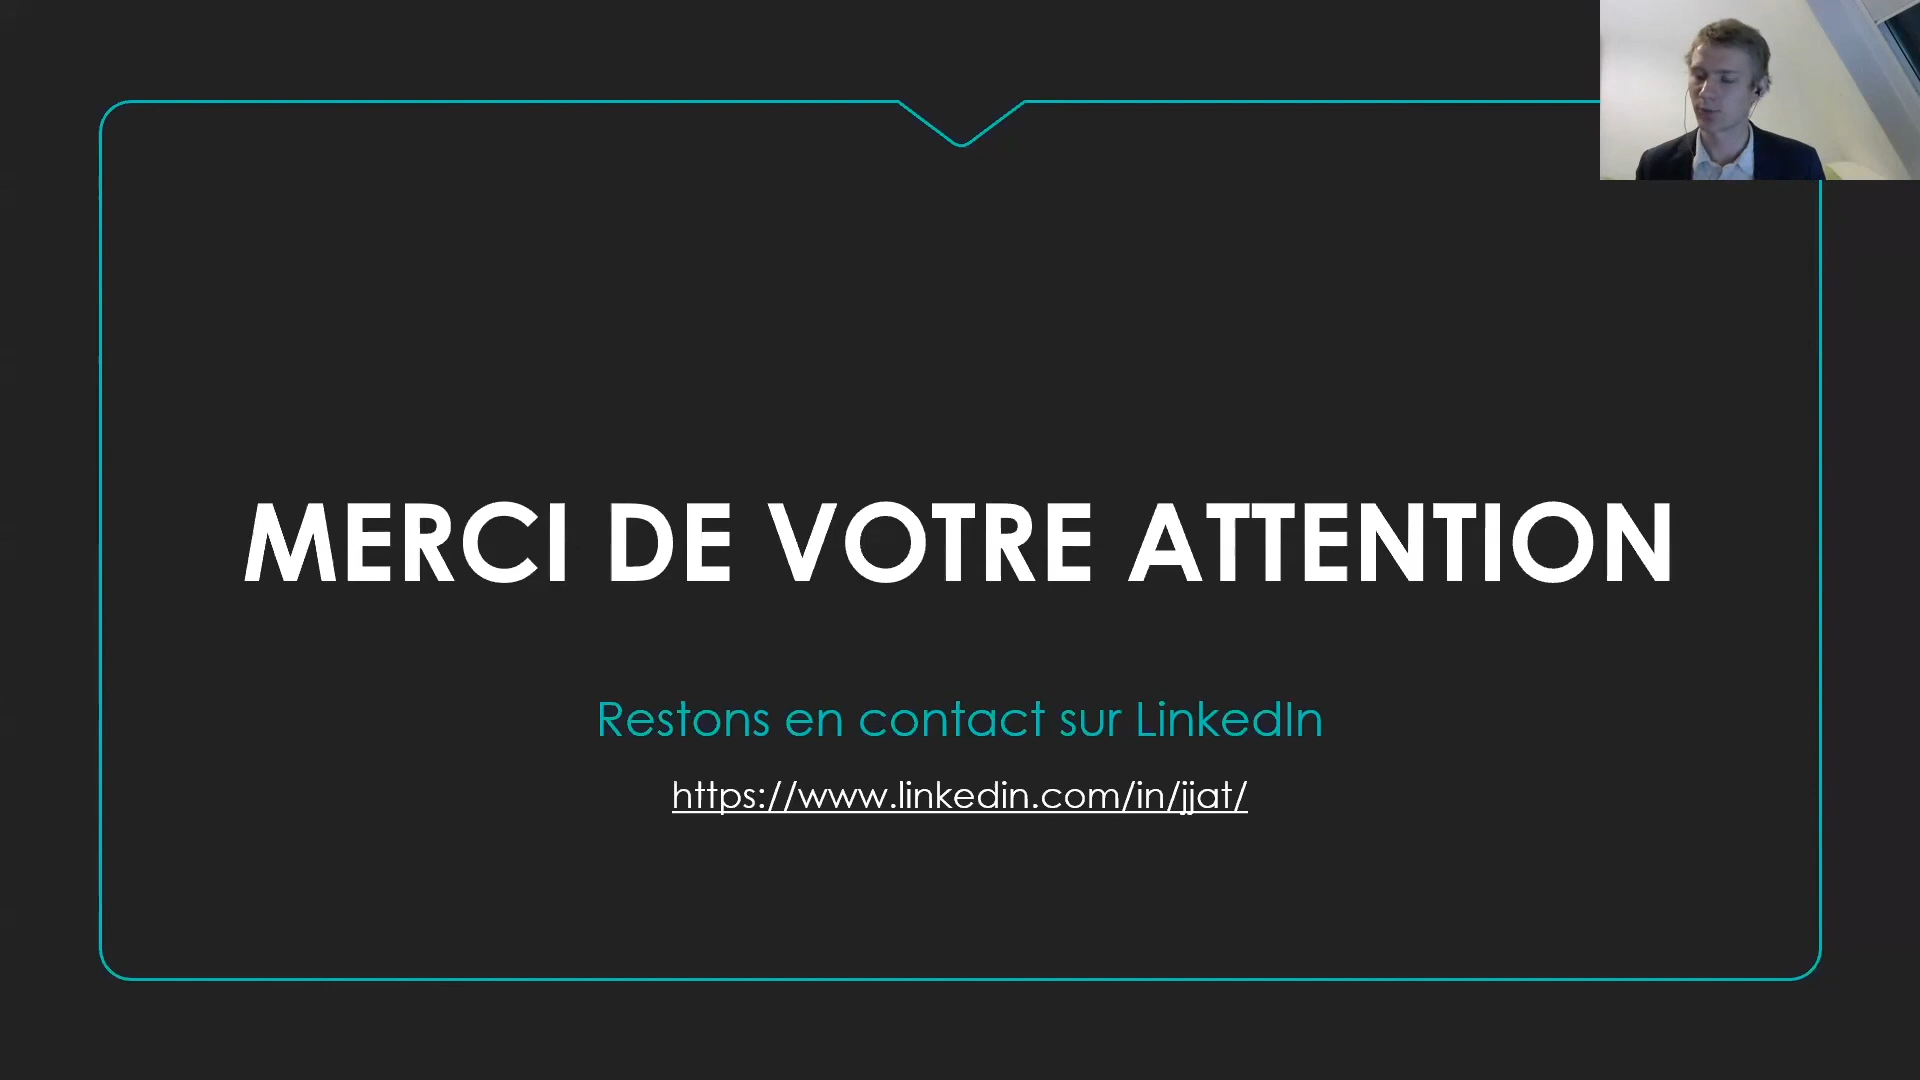 MERCI DE VOTRE ATTENTION
Restons en contact sur LinkedIn
https://www.linkedin.com/in/jjat/